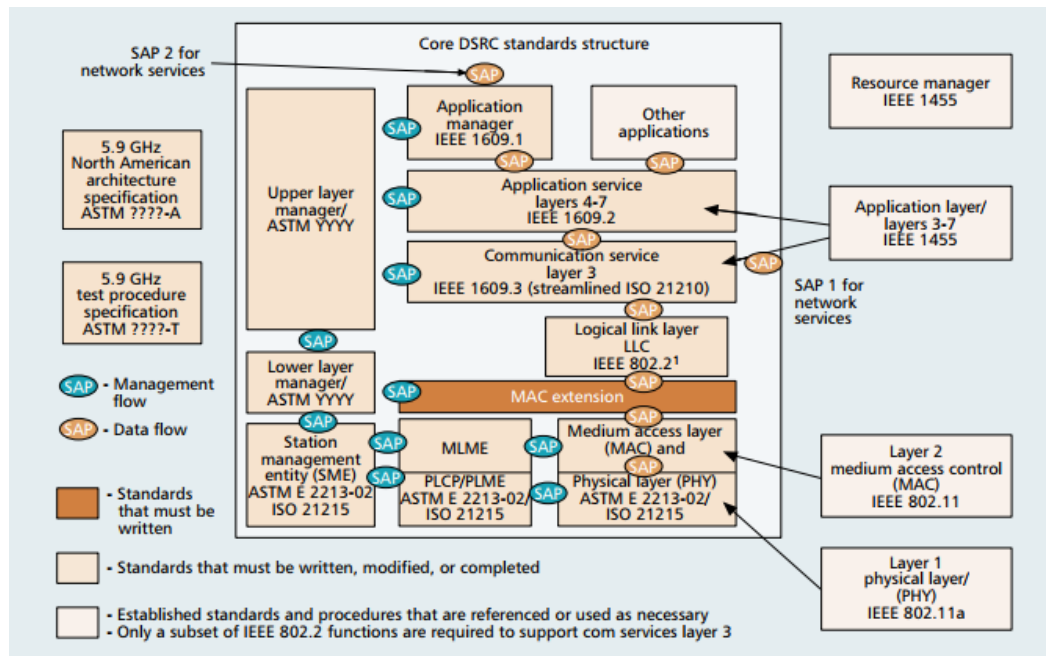 Core DSRC standards structure
SAP 2 for
network services
SAP
Application
manager
IEEE 1609.1
SAP
SAP
Other
applications
SAP
Resource manager
IEEE 1455
5.9 GHz
North American
architecture
specification
ASTM ????-A
Upper layer
manager/
ASTM YYYY
SAP
Application service
layers 4-7
IEEE 1609.2
SAP
Application layer/
layers 3-7
IEEE 1455
SAP
Communication service
layer 3
IEEE 1609.3 (streamlined ISO 21210)
SAP
SAP
SAP 1 for
network
services
5.9 GHz
test procedure
specification
ASTM ????-T
SAP
Logical link layer
LLC
IEEE 802.2¹
SAP
Lower layer
manager/
ASTM YYYY
SAP
MAC extension
SAP
SAP
SAP - Management
flow
SAP - Data flow
Station
management
entity (SME)
ASTM E 2213-02
ISO 21215
SAP
SAP
MLME
PLCP/PLME
ASTM E 2213-02/
ISO 21215
SAP
SAP
Medium access layer
(MAC) and
SAP
Physical layer (PHY)
ASTM E 2213-02/
ISO 21215
Layer 2
medium access control
(MAC)
IEEE 802.11
Layer 1
physical layer/
(PHY)
IEEE 802.11a
- Standards
that must be
written
- Standards that must be written, modified, or completed
- Established standards and procedures that are referenced or used as necessary
- Only a subset of IEEE 802.2 functions are required to support com services layer 3